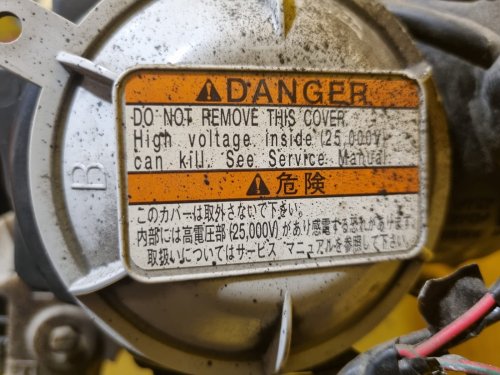 ⚠DANGER
DO NOT REMOVE THIS COVER.
High voltage inside (25,000V)
can kill. See Service Manual.
⚠危険
このカバーは取外さないで下さい。
内部には高電圧部(25,000V)があり感電する恐れがあります。
取扱いについてはサービスマニュアルを参照して下さい。
B